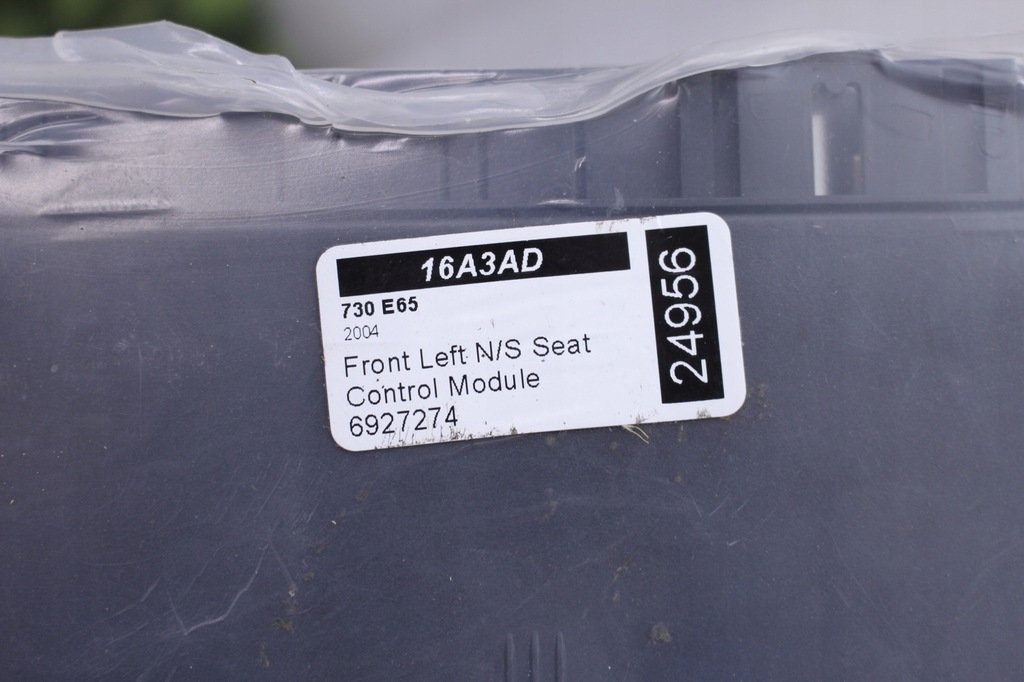 16A3AD
730 E65
2004
Front Left N/S Seat
Control Module
6927274
24956